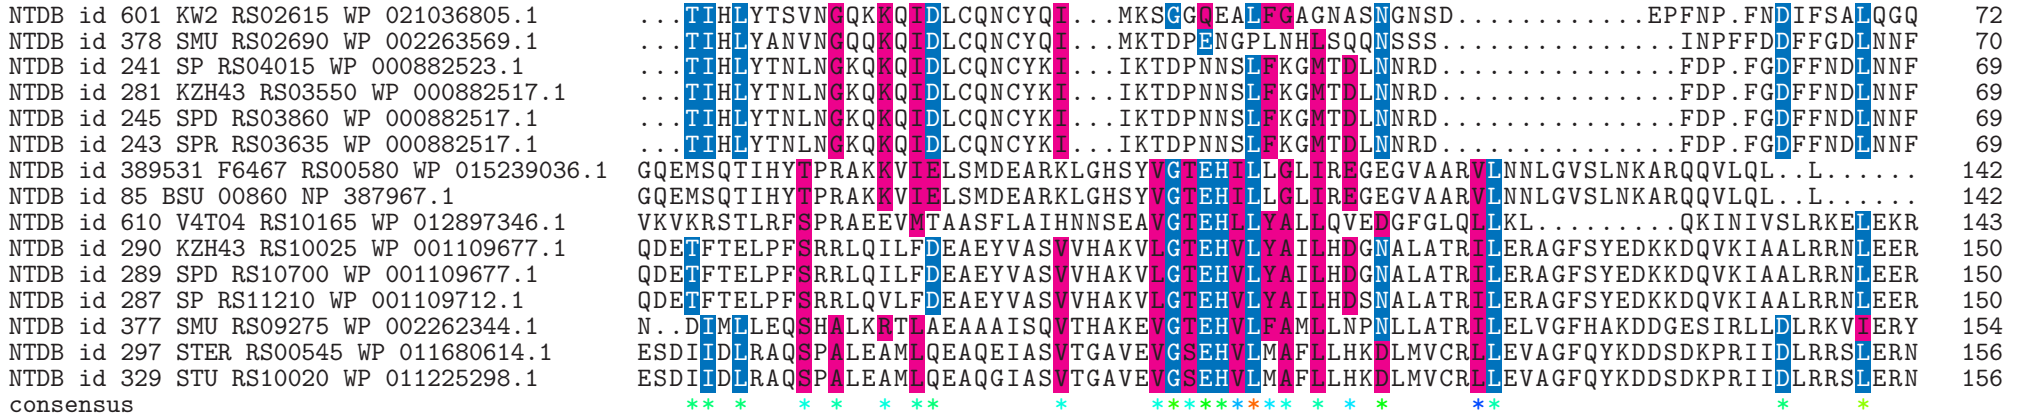 NTDB id 601 KW2 RS02615 WP 021036805.1 ...TIHLYTSVNGQKKQIDLCQNCYQI...MKSGGQEALFGAGNASNGNSD............EPFNP.FNDIFSALQGQ 72
NTDB id 378 SMU RS02690 WP 002263569.1 ...TIHLYANVNGQQKQIDLCQNCYQI...MKTDPENGPLNHLSQQNSSS..............INPFFDDFFGDLNNF 70
NTDB id 241 SP RS04015 WP 000882523.1 ...TIHLYTNLNGKQKQIDLCQNCYKI...IKTDPNNSLFKGMTDLNNRD...............FDP.FGDFFNDLNNF 69
NTDB id 281 KZH43 RS03550 WP 000882517.1 ...TIHLYTNLNGKQKQIDLCQNCYKI...IKTDPNNSLFKGMTDLNNRD...............FDP.FGDFFNDLNNF 69
NTDB id 245 SPD RS03860 WP 000882517.1 ...TIHLYTNLNGKQKQIDLCQNCYKI...IKTDPNNSLFKGMTDLNNRD...............FDP.FGDFFNDLNNF 69
NTDB id 243 SPR RS03635 WP 000882517.1 ...TIHLYTNLNGKQKQIDLCQNCYKI...IKTDPNNSLFKGMTDLNNRD...............FDP.FGDFFNDLNNF 69
NTDB id 389531 F6467 RS00580 WP 015239036.1 GQEMSQTIHYTPRAKKVIELSMDEARKLGHSYVGTEHILLGLIREGEGVAARVLNNLGVSLNKARQQVLQL..L...... 142
NTDB id 85 BSU 00860 NP 387967.1 GQEMSQTIHYTPRAKKVIELSMDEARKLGHSYVGTEHILLGLIREGEGVAARVLNNLGVSLNKARQQVLQL..L...... 142
NTDB id 610 V4T04 RS10165 WP 012897346.1 VKVKRSTLRFSPRAEEVMTAASFLAIHNNSEAVGTEHLLYALLQVEDGFGLQLLKL.........QKINIVSLRKELEKR 143
NTDB id 290 KZH43 RS10025 WP 001109677.1 QDETFTELPFSRRLQILFDEAEYVASVVHAKVLGTEHVLYAILHDGNALATRILERAGFSYEDKKDQVKIAALRRNLEER 150
NTDB id 289 SPD RS10700 WP 001109677.1 QDETFTELPFSRRLQILFDEAEYVASVVHAKVLGTEHVLYAILHDGNALATRILERAGFSYEDKKDQVKIAALRRNLEER 150
NTDB id 287 SP RS11210 WP 001109712.1 QDETFTELPFSRRLQVLFDEAEYVASVVHAKVLGTEHVLYAILHDSNALATRILERAGFSYEDKKDQVKIAALRRNLEER 150
NTDB id 377 SMU RS09275 WP 002262344.1 N..DIMLLEQSHALKRTLAEAAAAISQVTHAKEVGTEHVLFAMLLNPNLLATRILELVGFHAKDDGESIRLLDLRKVIERY 154
NTDB id 297 STER RS00545 WP 011680614.1 ESDIIDLRAQSPALEAMLQEAQEIASVTGAVEVGSEHVLMAFLLHKDLMVCRLLEVAGFQYKDDSDKPRIIDLRRSLERN 156
NTDB id 329 STU RS10020 WP 011225298.1 ESDIIDLRAQSPALEAMLQEAQGIASVTGAVEVGSEHVLMAFLLHKDLMVCRLLEVAGFQYKDDSDKPRIIDLRRSLERN 156
consensus ** * * * * ** * ************ * * ** * *